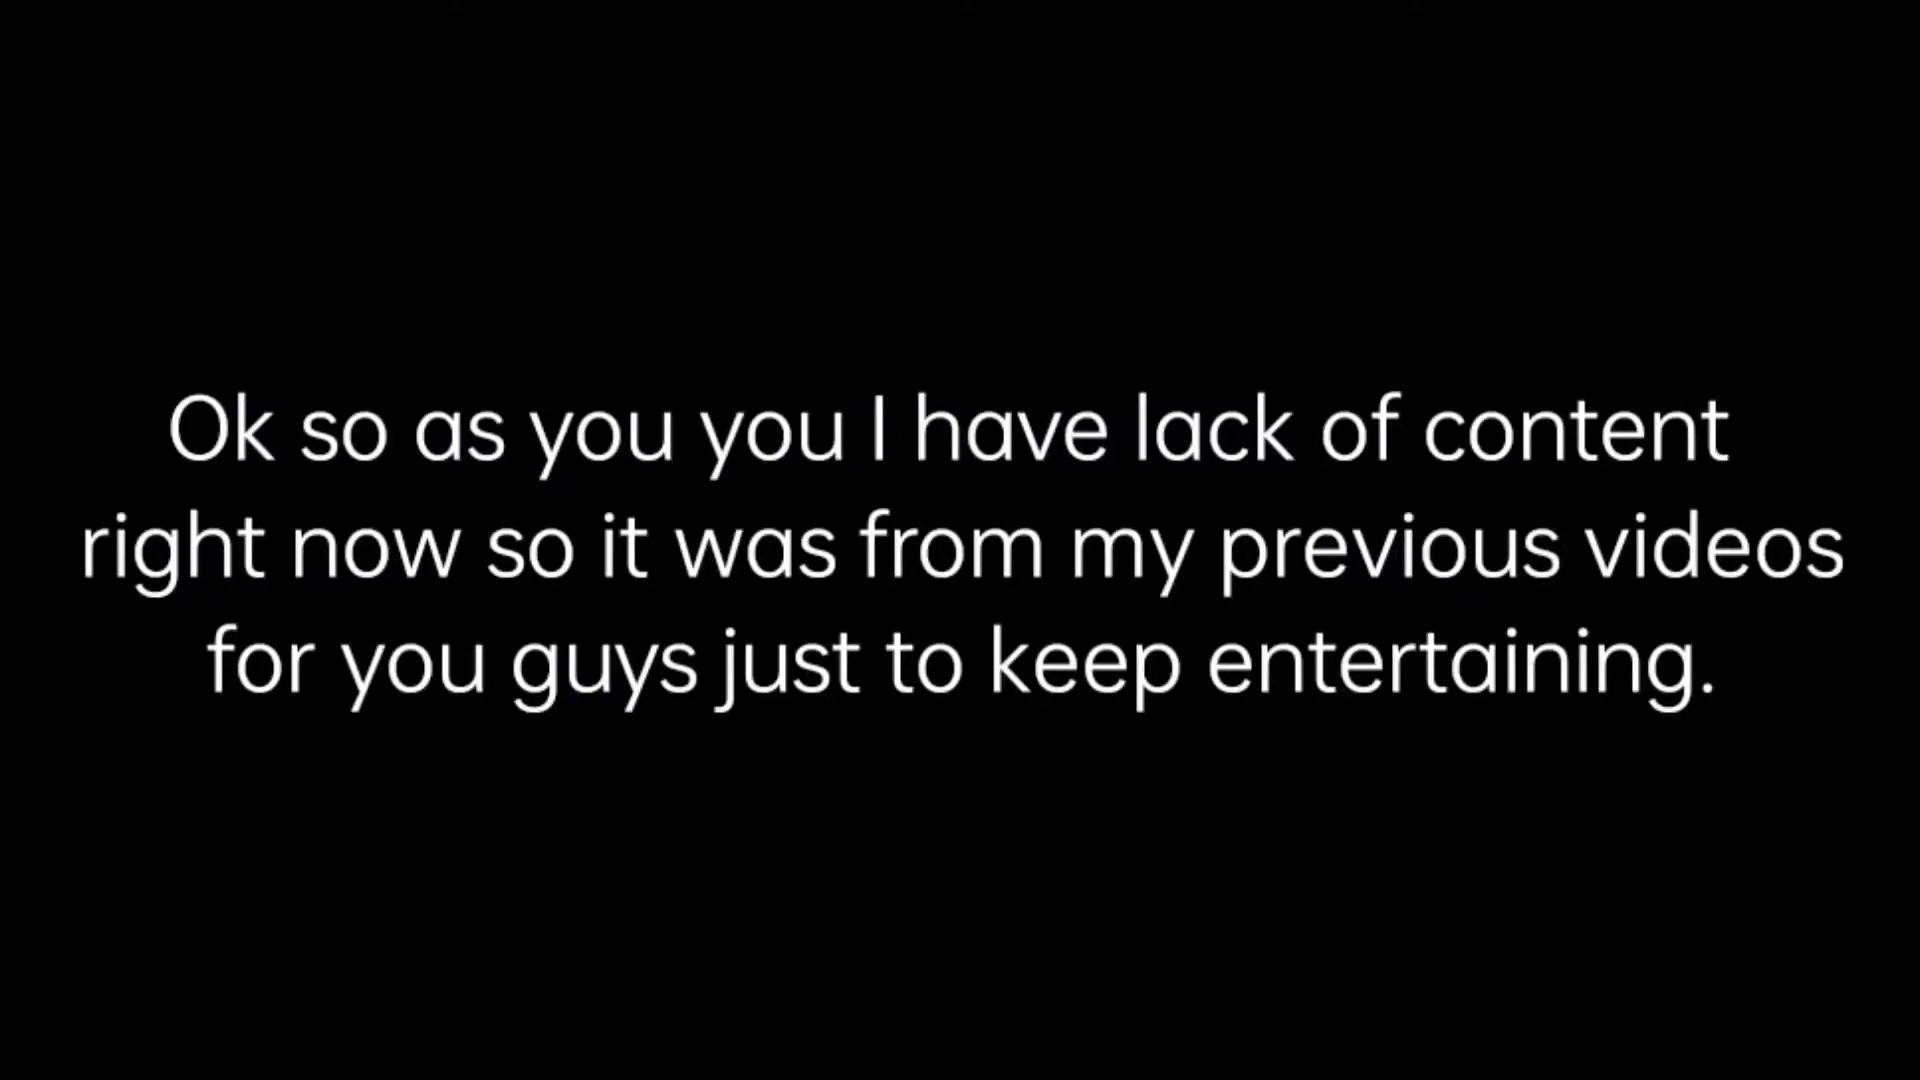 Ok so as you you I have lack of content
right now so it was from my previous videos
for you guys just to keep entertaining.